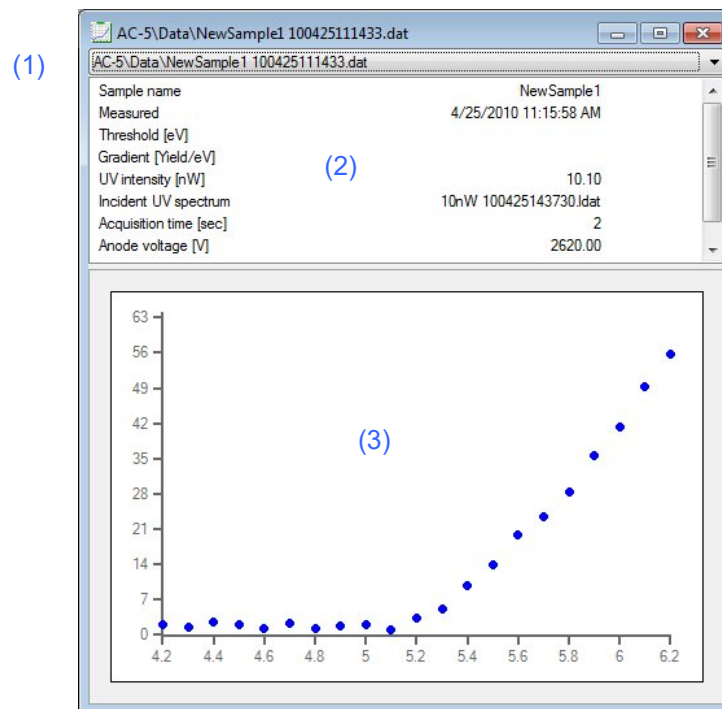 AC-5\Data\NewSample1 100425111433.dat
(1)
AC-5\Data\NewSample1 100425111433.dat
Sample name NewSample1
Measured 4/25/2010 11:15:58 AM
Threshold [eV]
Gradient [Yield/eV]
(2)
UV intensity [nW] 10.10
Incident UV spectrum 10nW 100425143730.ldat
Acquisition time [sec] 2
Anode voltage [V] 2620.00
63
56
49
42
(3)
35
28
21
14
7
0
4.2 4.4 4.6 4.8 5 5.2 5.4 5.6 5.8 6 6.2